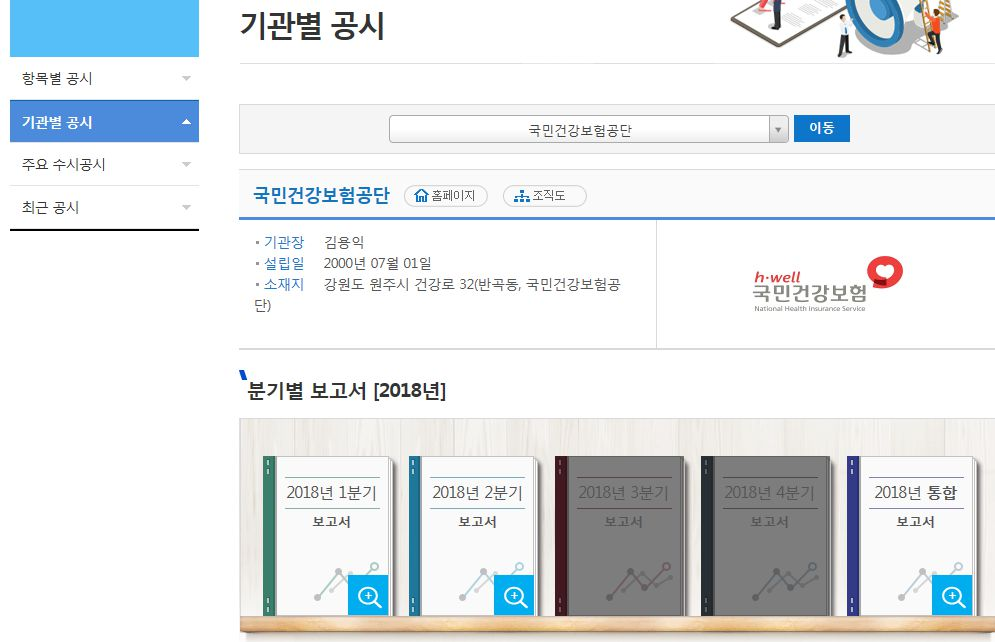 기관별 공시
항목별 공시
기관별 공시
주요 수시공시
최근 공시
국민건강보험공단
이동
국민건강보험공단
홈페이지
조직도
기관장 김용익
설립일 2000년 07월 01일
소재지 강원도 원주시 건강로 32(반곡동, 국민건강보험공
단)
h·well
국민건강보험
National Health Insurance Service
분기별 보고서 [2018년]
2018년 1분기
보고서
2018년 2분기
보고서
2018년 3분기
보고서
2018년 4분기
보고서
2018년 통합
보고서